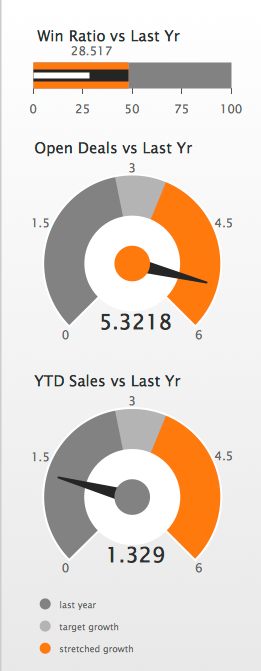 Win Ratio vs Last Yr
28.517
0 25 50 75 100
Open Deals vs Last Yr
3
1.5 4.5
5.3218
0 6
YTD Sales vs Last Yr
3
1.5 4.5
1.329
0 6
last year
target growth
stretched growth